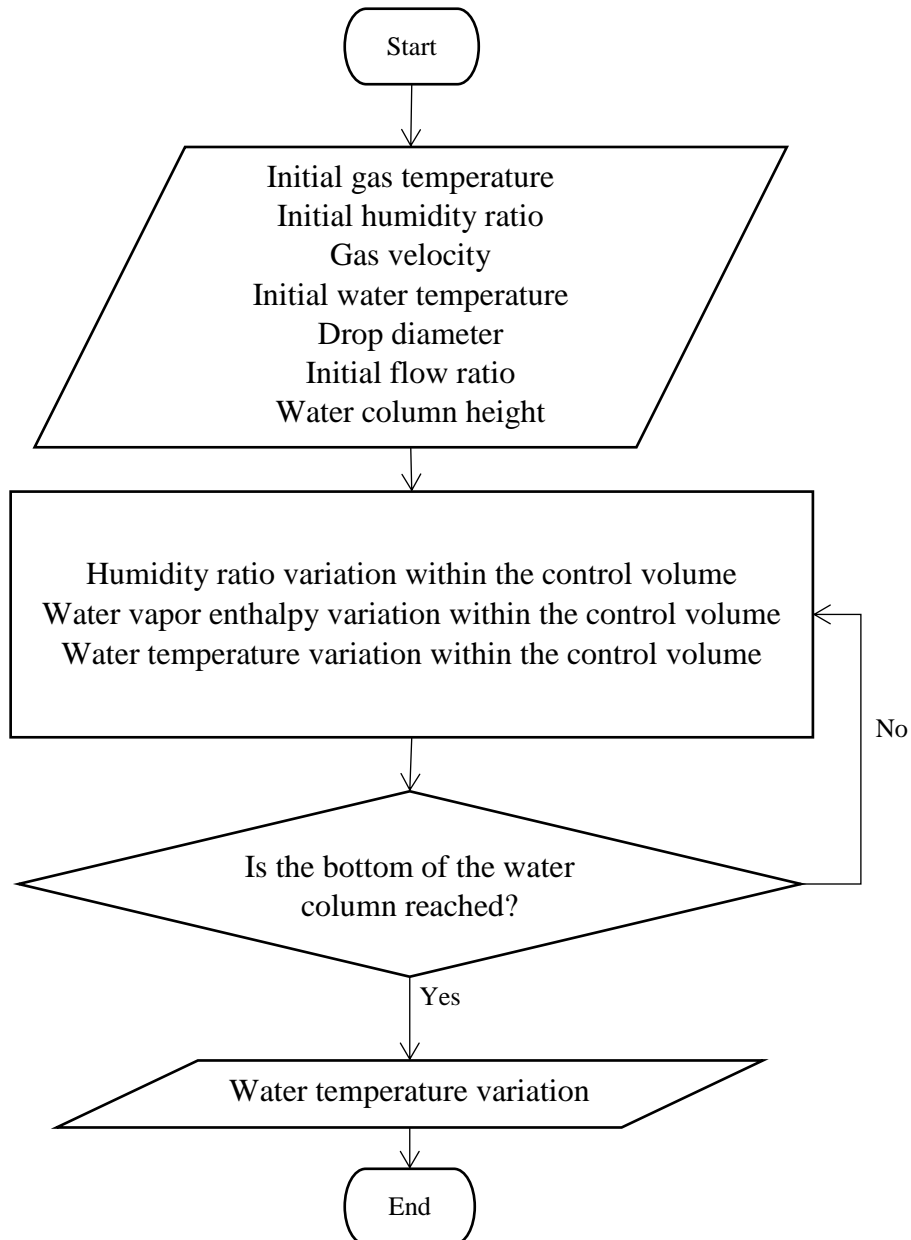 Start
Initial gas temperature
Initial humidity ratio
Gas velocity
Initial water temperature
Drop diameter
Initial flow ratio
Water column height
Humidity ratio variation within the control volume
Water vapor enthalpy variation within the control volume
Water temperature variation within the control volume
No
Is the bottom of the water
column reached?
Yes
Water temperature variation
End